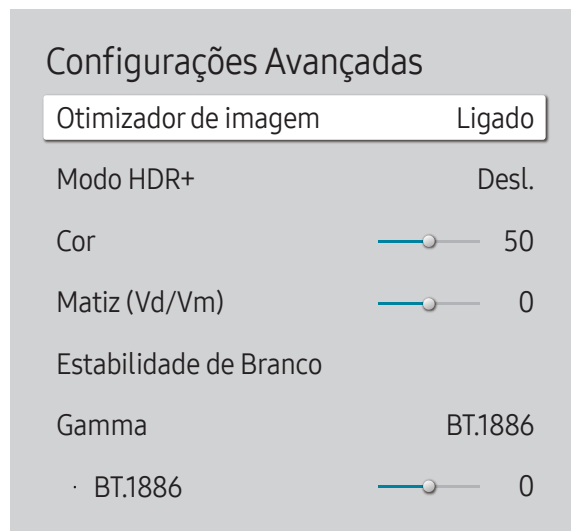 Configurações Avançadas
Otimizador de imagem Ligado
Modo HDR+ Desl.
Cor 50
Matiz (Vd/Vm) 0
Estabilidade de Branco
Gamma BT.1886
· BT.1886 0